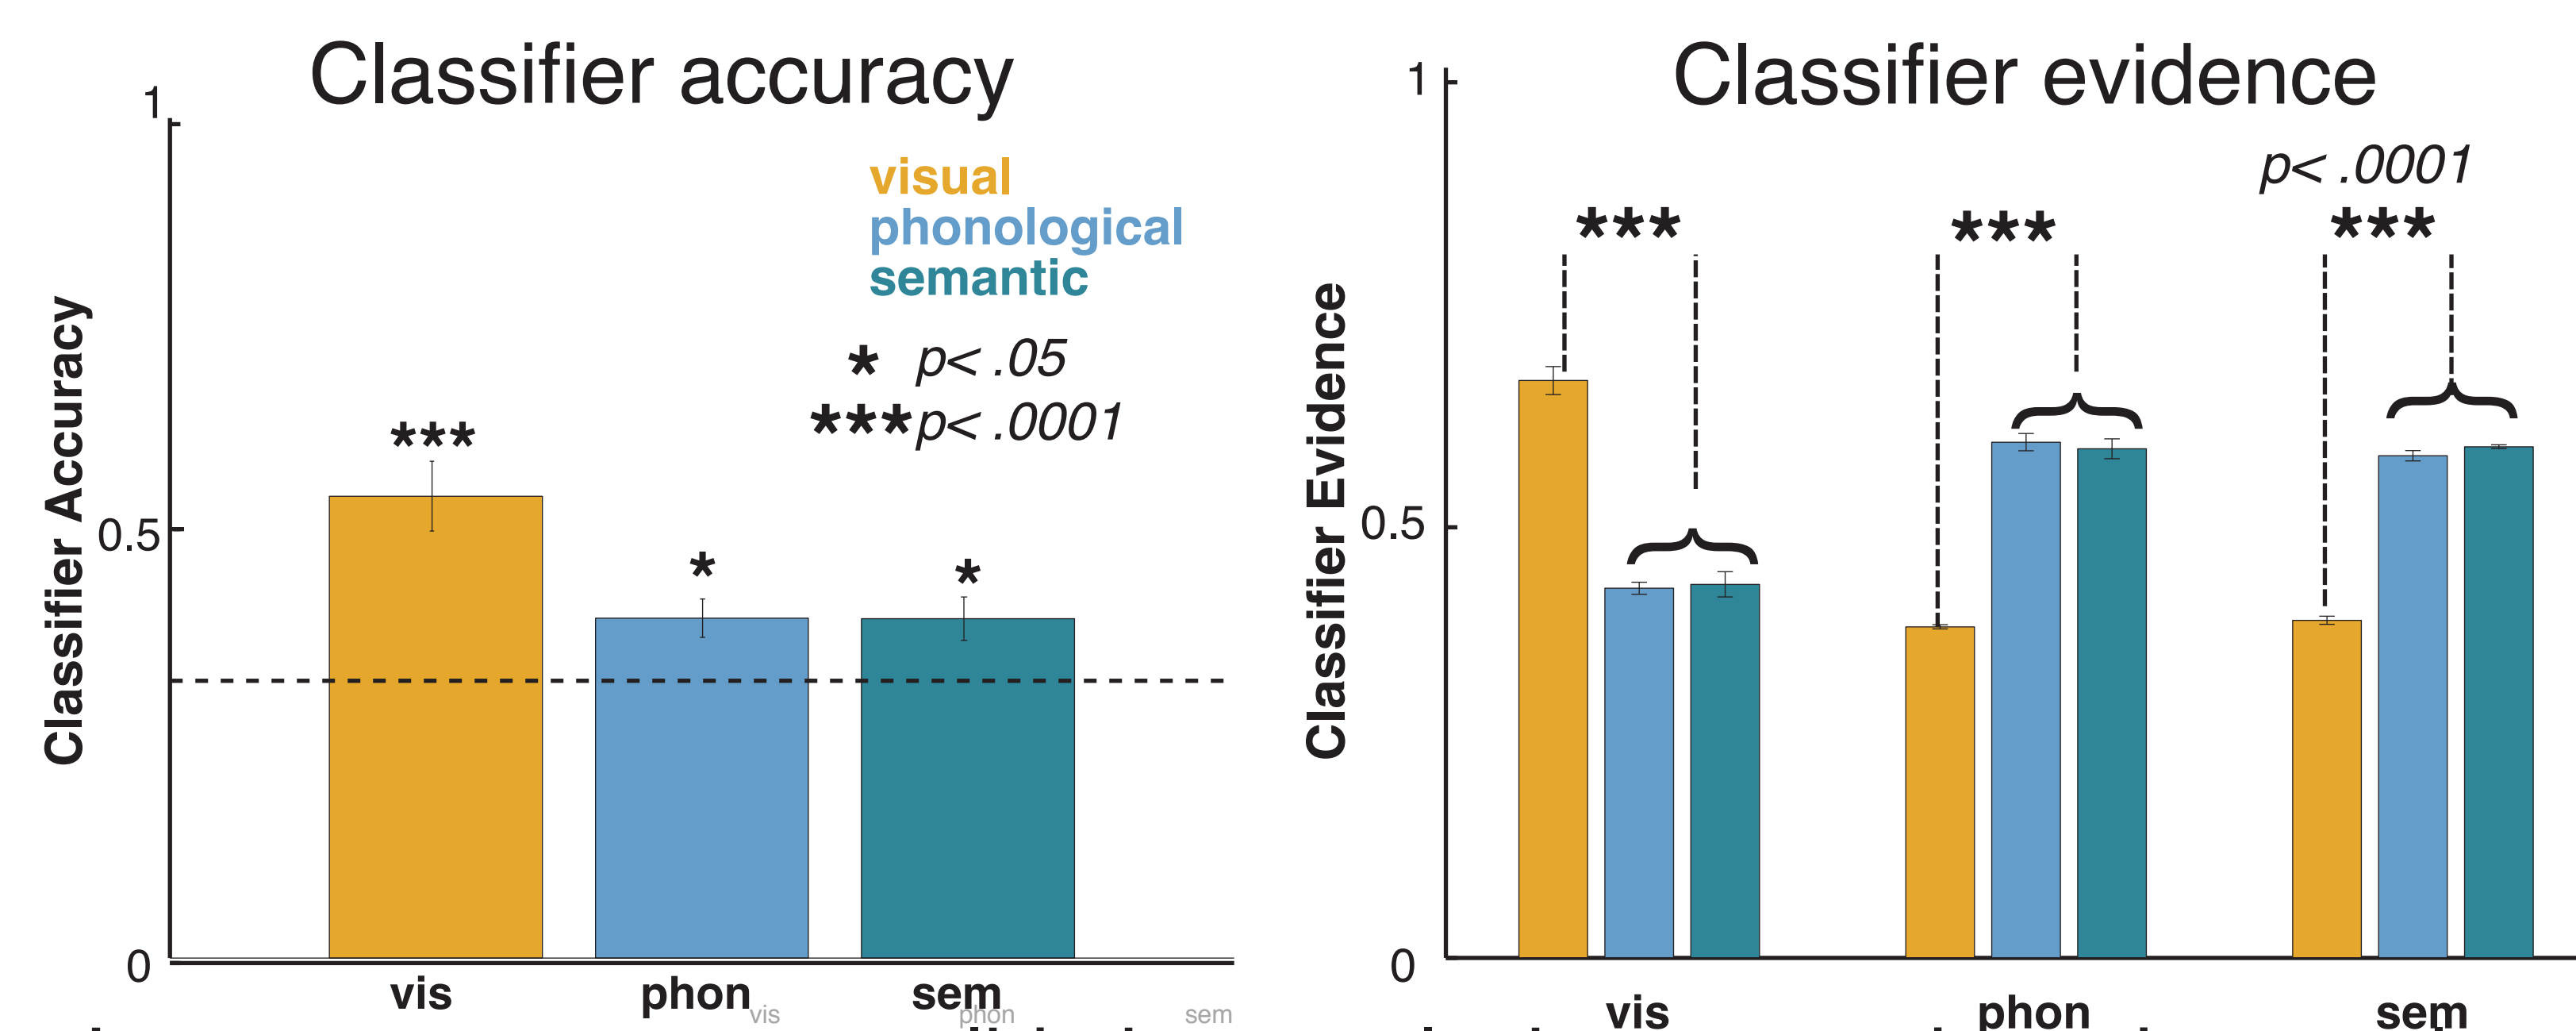 Classifier accuracy
1
visual
phonological
semantic
* p< .05
***p< .0001
***
*
*
Classifier Accuracy
0.5
0
vis
phon
sem
vis
phon
sem
Classifier evidence
1
p< .0001
***
***
***
Classifier Evidence
0.5
0
vis
phon
sem